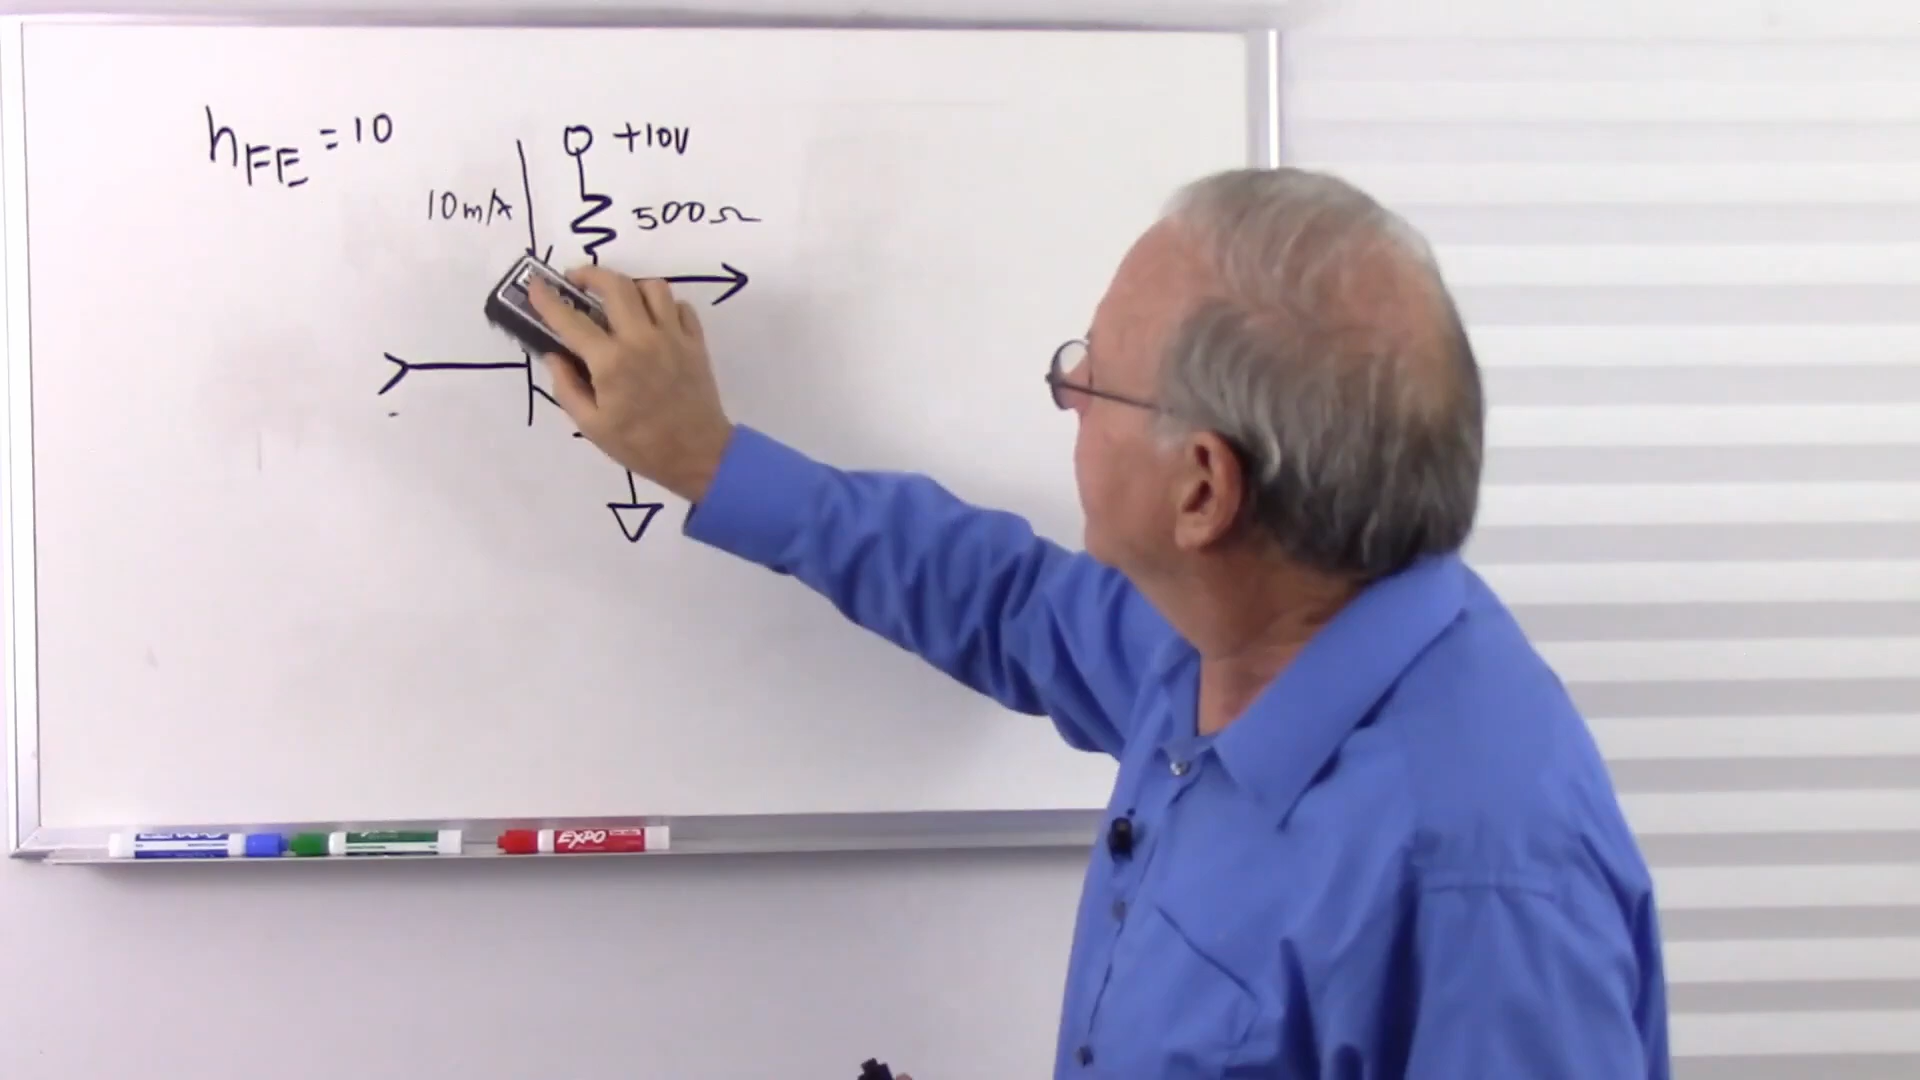 hFE = 10
+10V
10mA
500Ω
EXPO